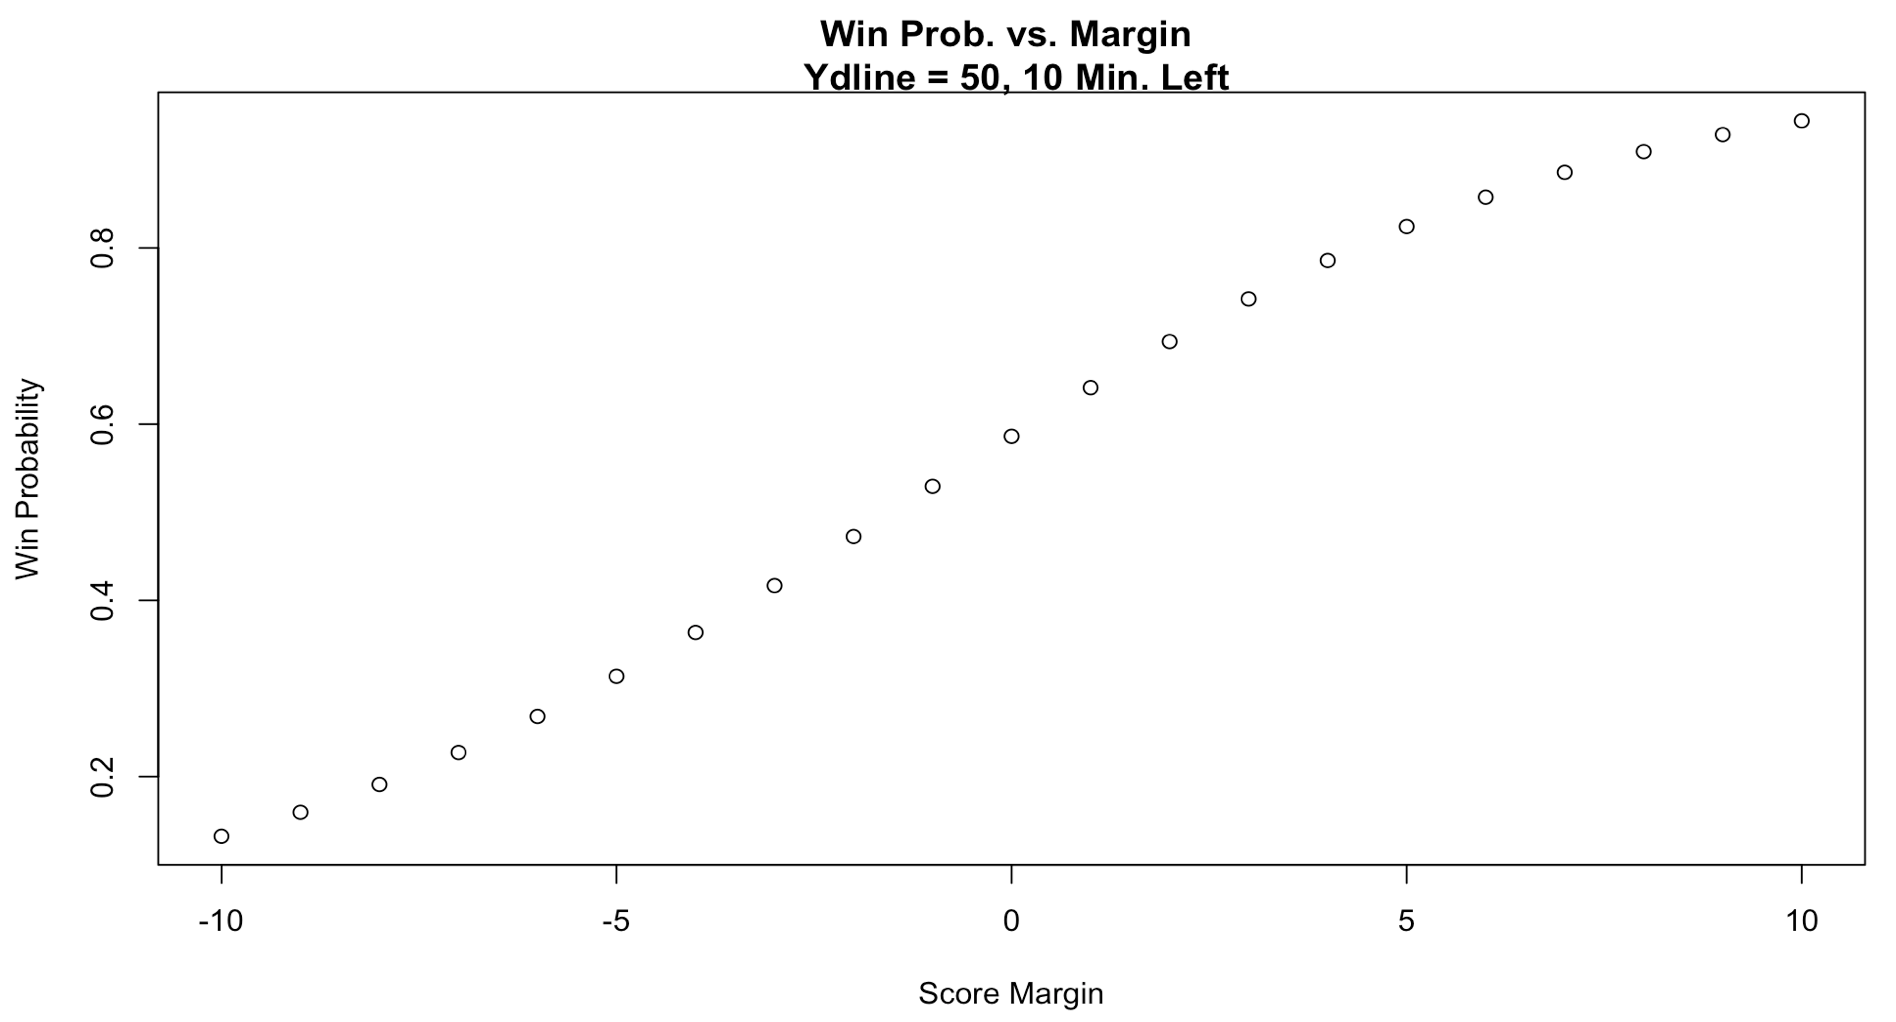 Win Prob. vs. Margin
Ydline = 50, 10 Min. Left
Win Probability
0.8
0.6
0.4
0.2
-10
-5
0
5
10
Score Margin